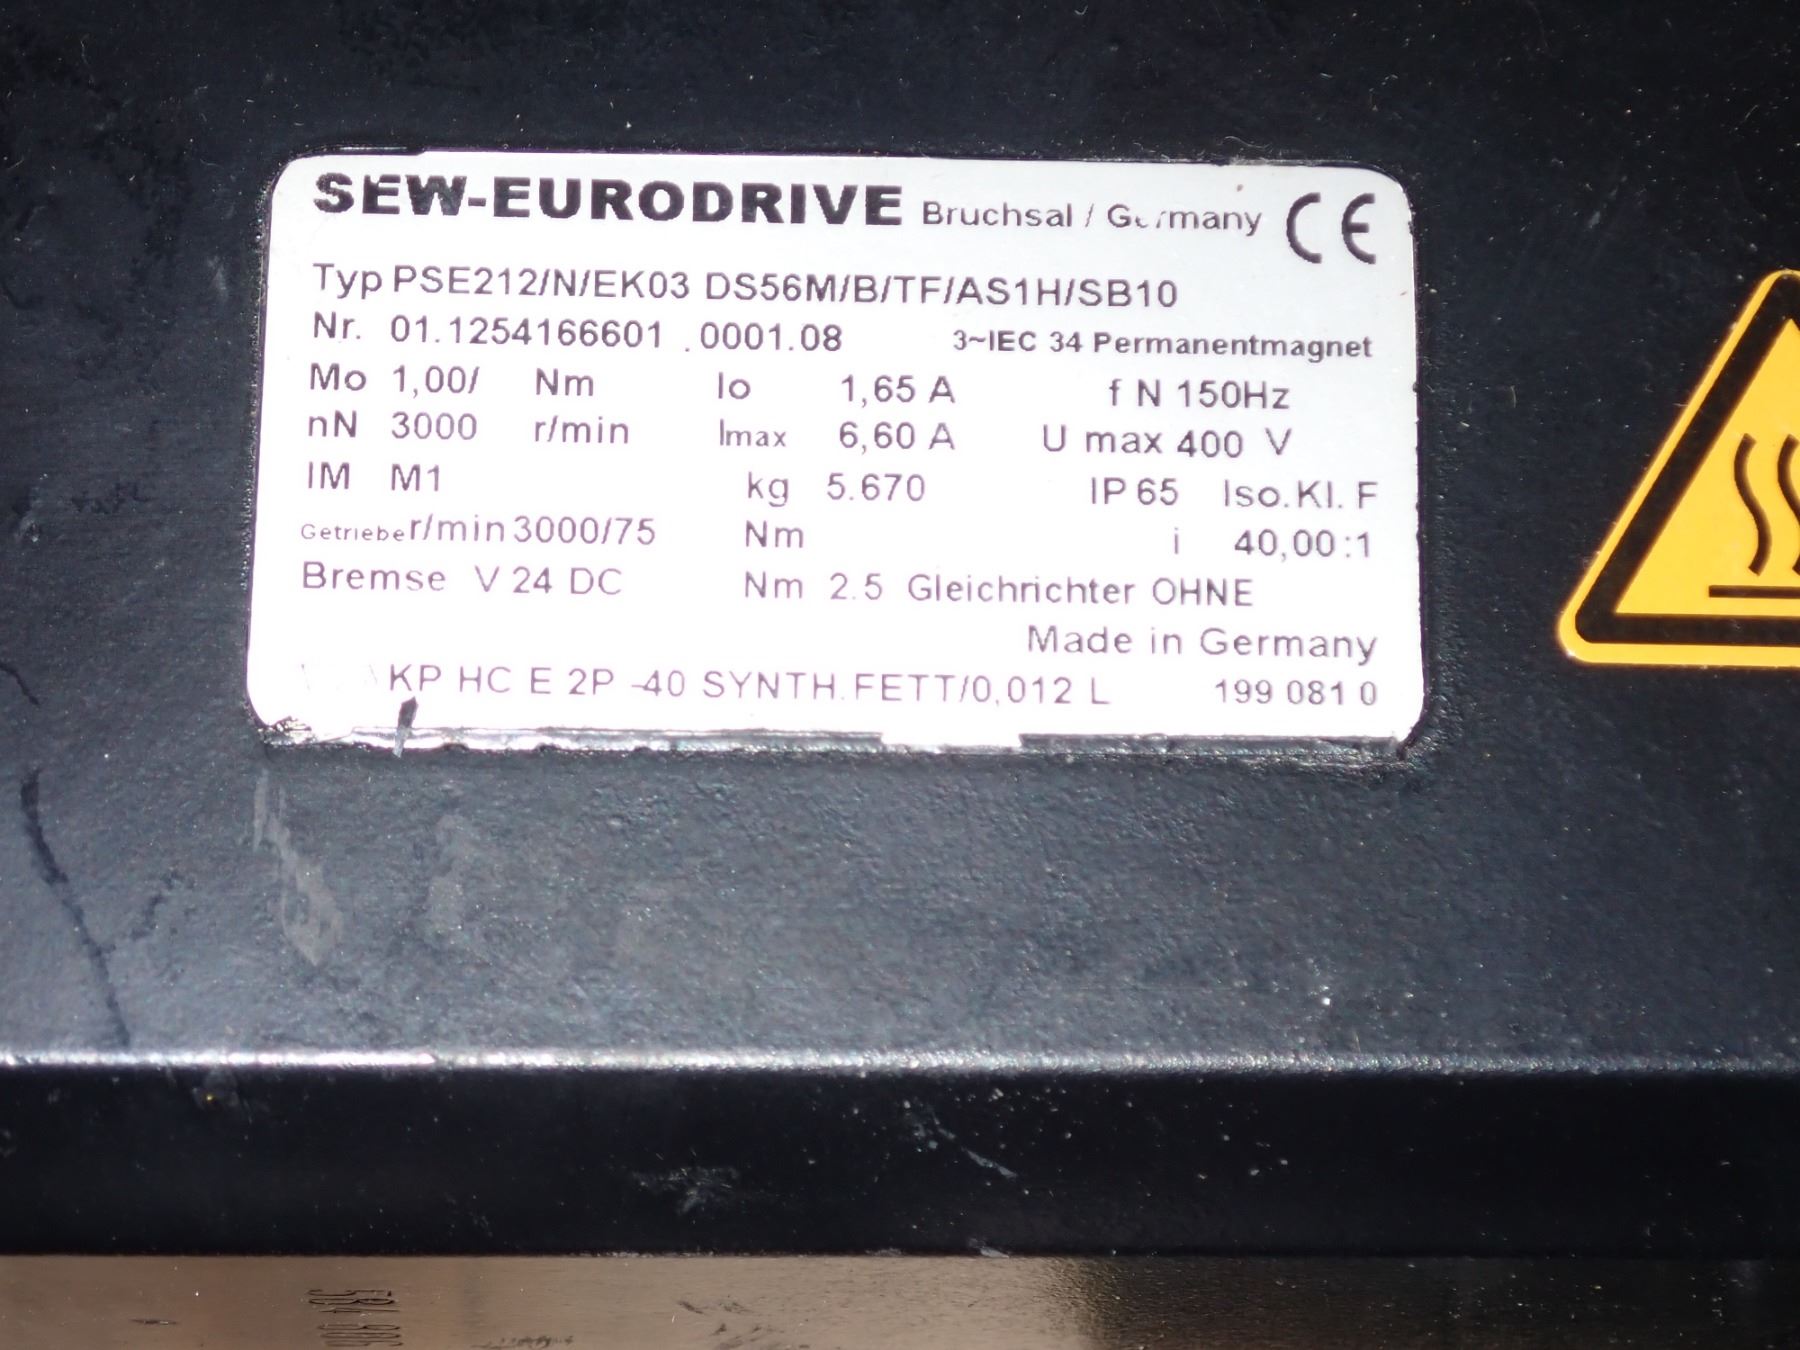 SEW-EURODRIVE Bruchsal / Germany CE
Typ PSE212/N/EK03 DS56M/B/TF/AS1H/SB10
Nr. 01.1254166601 .0001.08 3~IEC 34 Permanentmagnet
Mo 1,00/ Nm Io 1,65 A f N 150Hz
nN 3000 r/min Imax 6,60 A U max 400 V
IM M1 kg 5.670 IP 65 Iso.Kl. F
Getriebe r/min 3000/75 Nm i 40,00:1
Bremse V 24 DC Nm 2.5 Gleichrichter OHNE
Made in Germany
KP HC E 2P -40 SYNTH.FETT/0,012 L 199 081 0